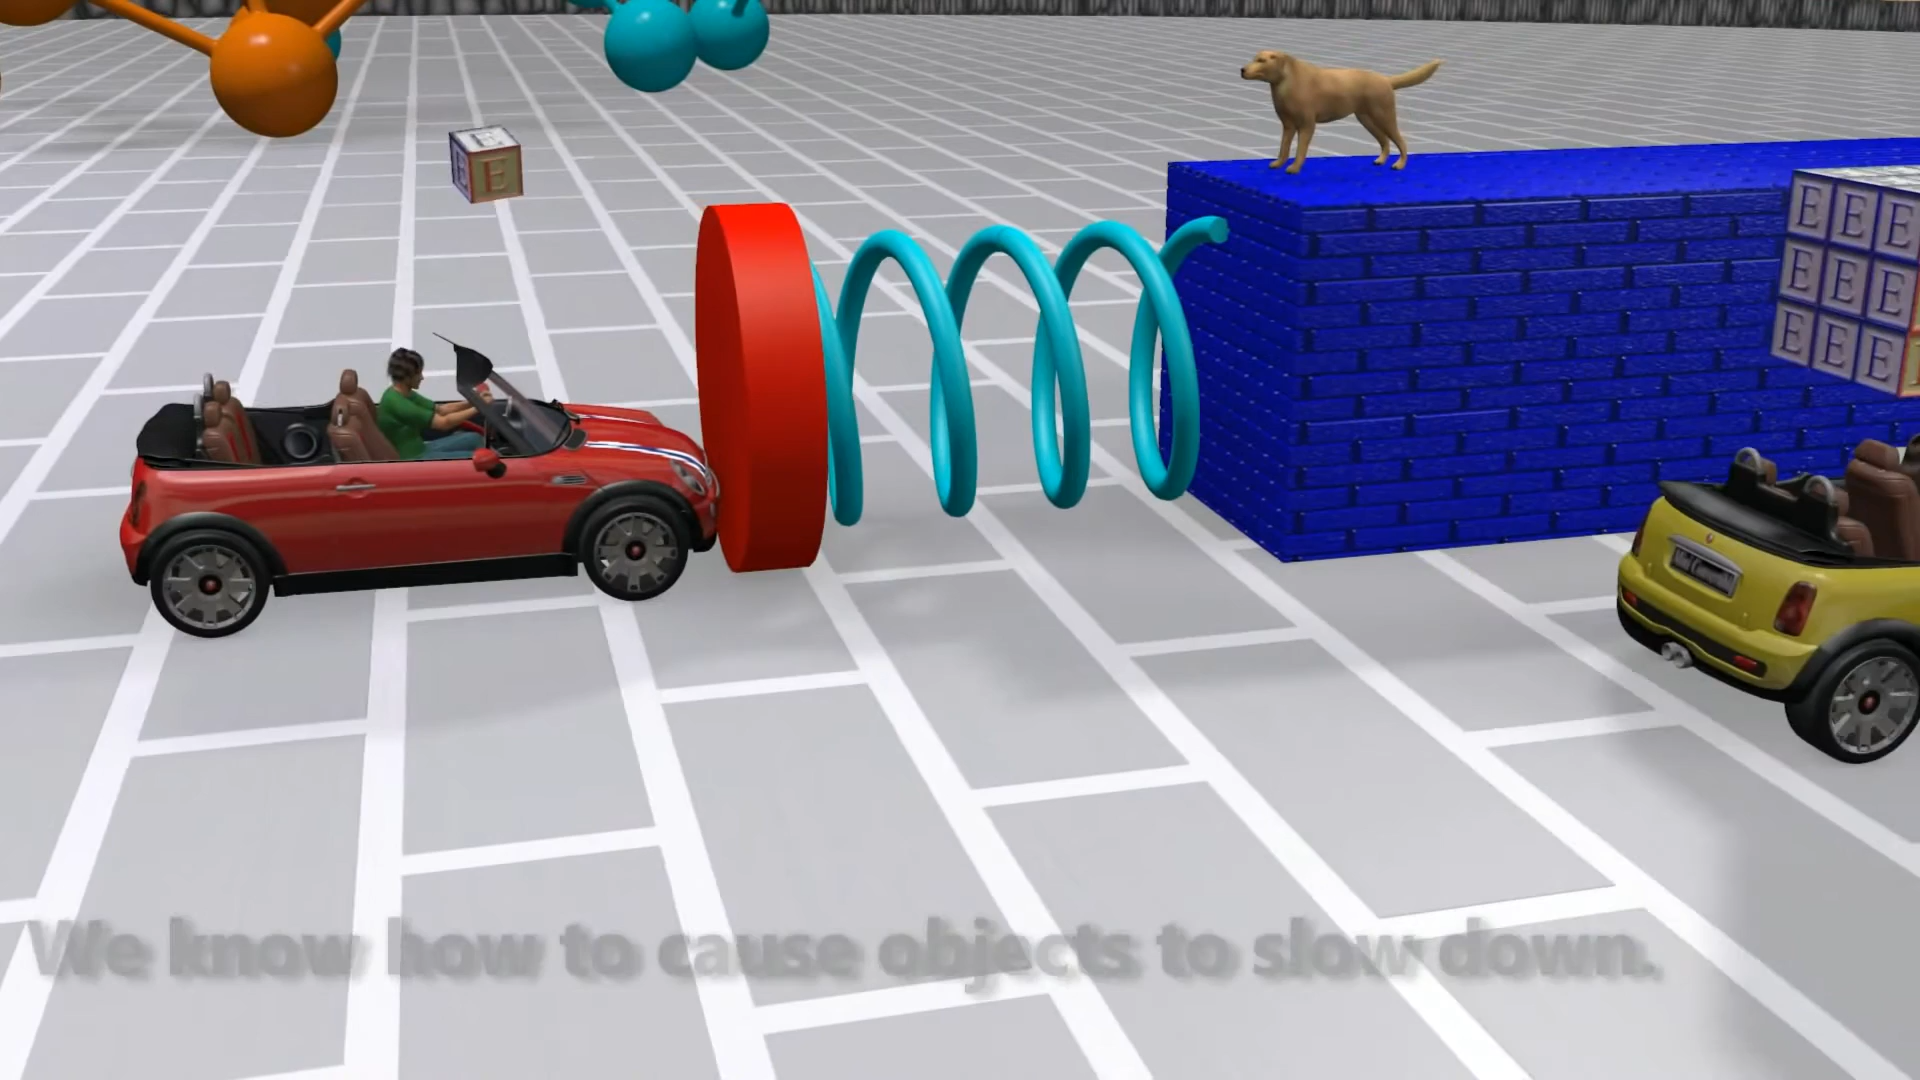 E
E E
E E E
E E E
E E E
We know how to cause objects to slow down.